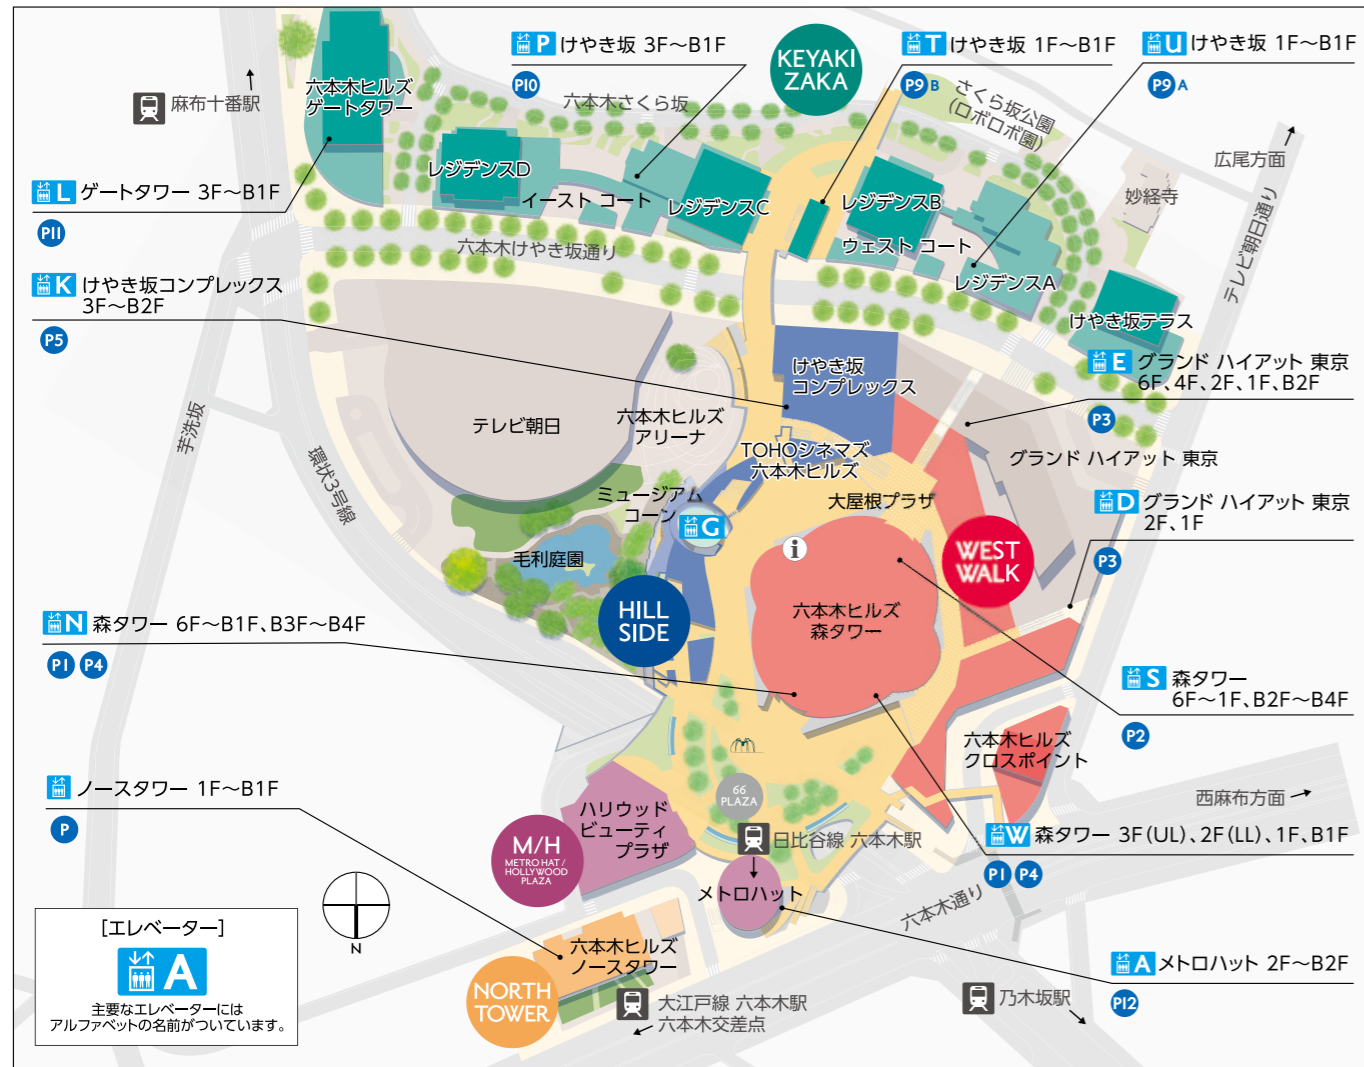 P けやき坂 3F～B1F
P10
KEYAKI
ZAKA
T けやき坂 1F～B1F
P9 B
U けやき坂 1F～B1F
P9 A
麻布十番駅
六本木ヒルズ
ゲートタワー
六本木さくら坂
さくら坂公園
(ロボロボ園)
広尾方面
妙経寺
テレビ朝日通り
L ゲートタワー 3F～B1F
P11
レジデンスD
イースト コート
レジデンスC
レジデンスB
ウェスト コート
レジデンスA
けやき坂テラス
六本木けやき坂通り
K けやき坂コンプレックス
3F～B2F
P5
けやき坂
コンプレックス
E グランド ハイアット 東京
6F、4F、2F、1F、B2F
P3
テレビ朝日
六本木ヒルズ
アリーナ
TOHOシネマズ
六本木ヒルズ
グランド ハイアット 東京
芋洗坂
環状3号線
ミュージアム
コーン
G
大屋根プラザ
D グランド ハイアット 東京
2F、1F
P3
毛利庭園
i
WEST
WALK
HILL
SIDE
六本木ヒルズ
森タワー
N 森タワー 6F～B1F、B3F～B4F
P1 P4
S 森タワー
6F～1F、B2F～B4F
P2
六本木ヒルズ
クロスポイント
西麻布方面
ノースタワー 1F～B1F
P
66
PLAZA
ハリウッド
ビューティ
プラザ
M/H
METRO HAT /
HOLLYWOOD
PLAZA
日比谷線 六本木駅
メトロハット
W 森タワー 3F(UL)、2F(LL)、1F、B1F
P1 P4
六本木通り
N
[エレベーター]
A
主要なエレベーターには
アルファベットの名前がついています。
六本木ヒルズ
ノースタワー
NORTH
TOWER
大江戸線 六本木駅
六本木交差点
乃木坂駅
A メトロハット 2F～B2F
P12